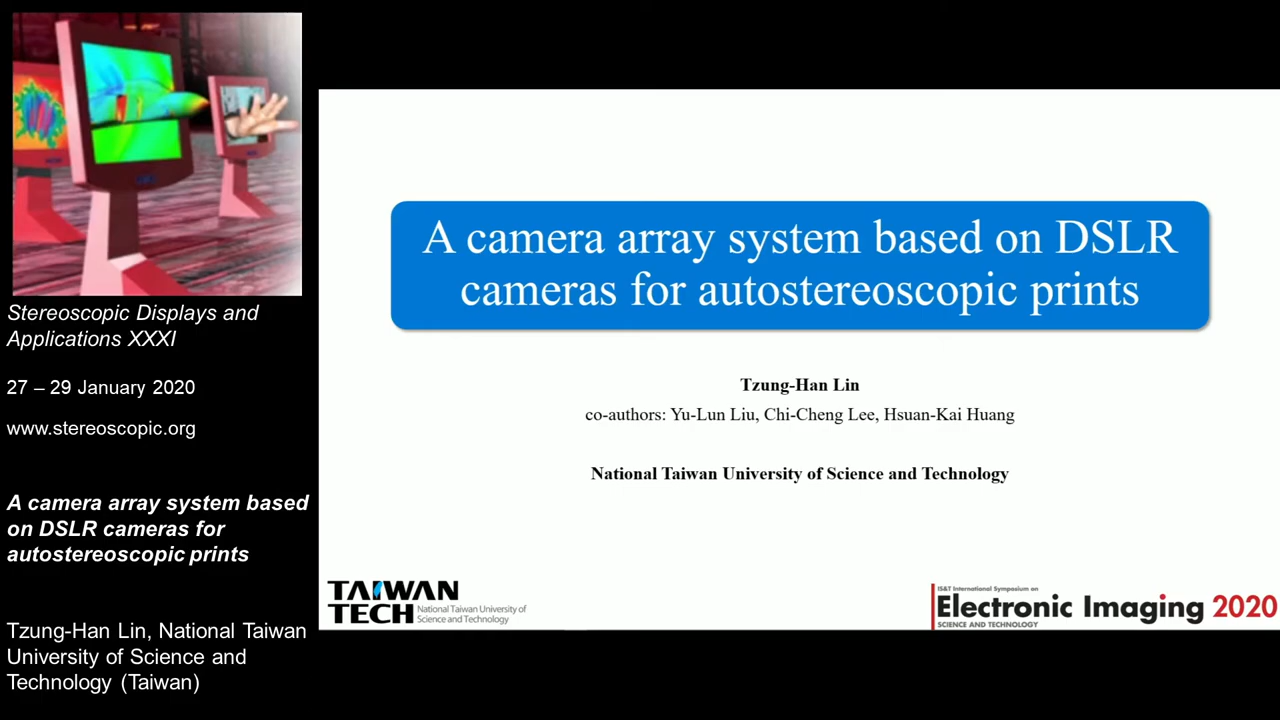 Stereoscopic Displays and
Applications XXXI
27 – 29 January 2020
www.stereoscopic.org
A camera array system based
on DSLR cameras for
autostereoscopic prints
Tzung-Han Lin, National Taiwan
University of Science and
Technology (Taiwan)
A camera array system based on DSLR
cameras for autostereoscopic prints
Tzung-Han Lin
co-authors: Yu-Lun Liu, Chi-Cheng Lee, Hsuan-Kai Huang
National Taiwan University of Science and Technology
TAIWAN
TECH
National Taiwan University of
Science and Technology
IS&T International Symposium on
Electronic Imaging 2020
SCIENCE AND TECHNOLOGY